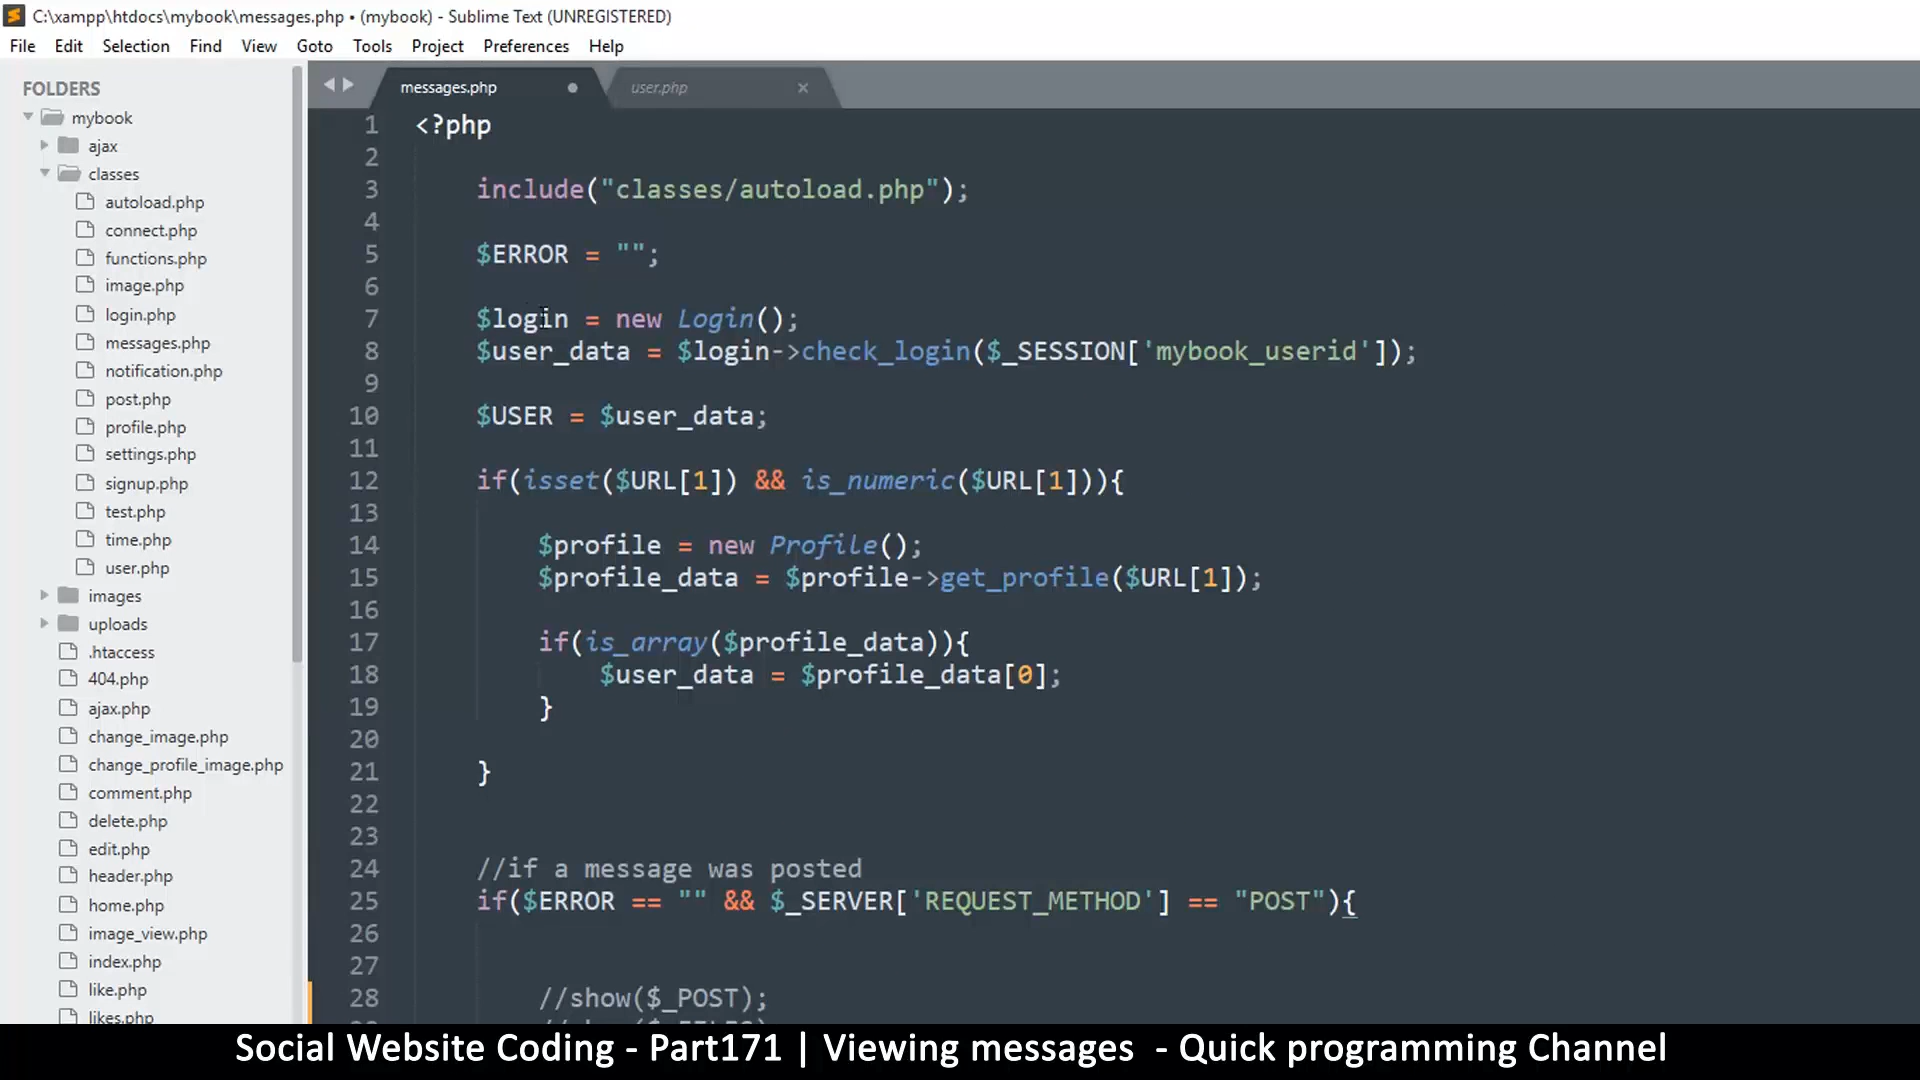 C:\xampp\htdocs\mybook\messages.php • (mybook) - Sublime Text (UNREGISTERED)
File Edit Selection Find View Goto Tools Project Preferences Help
FOLDERS
mybook
ajax
classes
autoload.php
connect.php
functions.php
image.php
login.php
messages.php
notification.php
post.php
profile.php
settings.php
signup.php
test.php
time.php
user.php
images
uploads
.htaccess
404.php
ajax.php
change_image.php
change_profile_image.php
comment.php
delete.php
edit.php
header.php
home.php
image_view.php
index.php
like.php
likes.php
messages.php user.php
1 <?php
2
3 include("classes/autoload.php");
4
5 $ERROR = "";
6
7 $login = new Login();
8 $user_data = $login->check_login($_SESSION['mybook_userid']);
9
10 $USER = $user_data;
11
12 if(isset($URL[1]) && is_numeric($URL[1])){
13
14 $profile = new Profile();
15 $profile_data = $profile->get_profile($URL[1]);
16
17 if(is_array($profile_data)){
18 $user_data = $profile_data[0];
19 }
20
21 }
22
23
24 //if a message was posted
25 if($ERROR == "" && $_SERVER['REQUEST_METHOD'] == "POST"){
26
27
28 //show($_POST);
Social Website Coding - Part171 | Viewing messages - Quick programming Channel